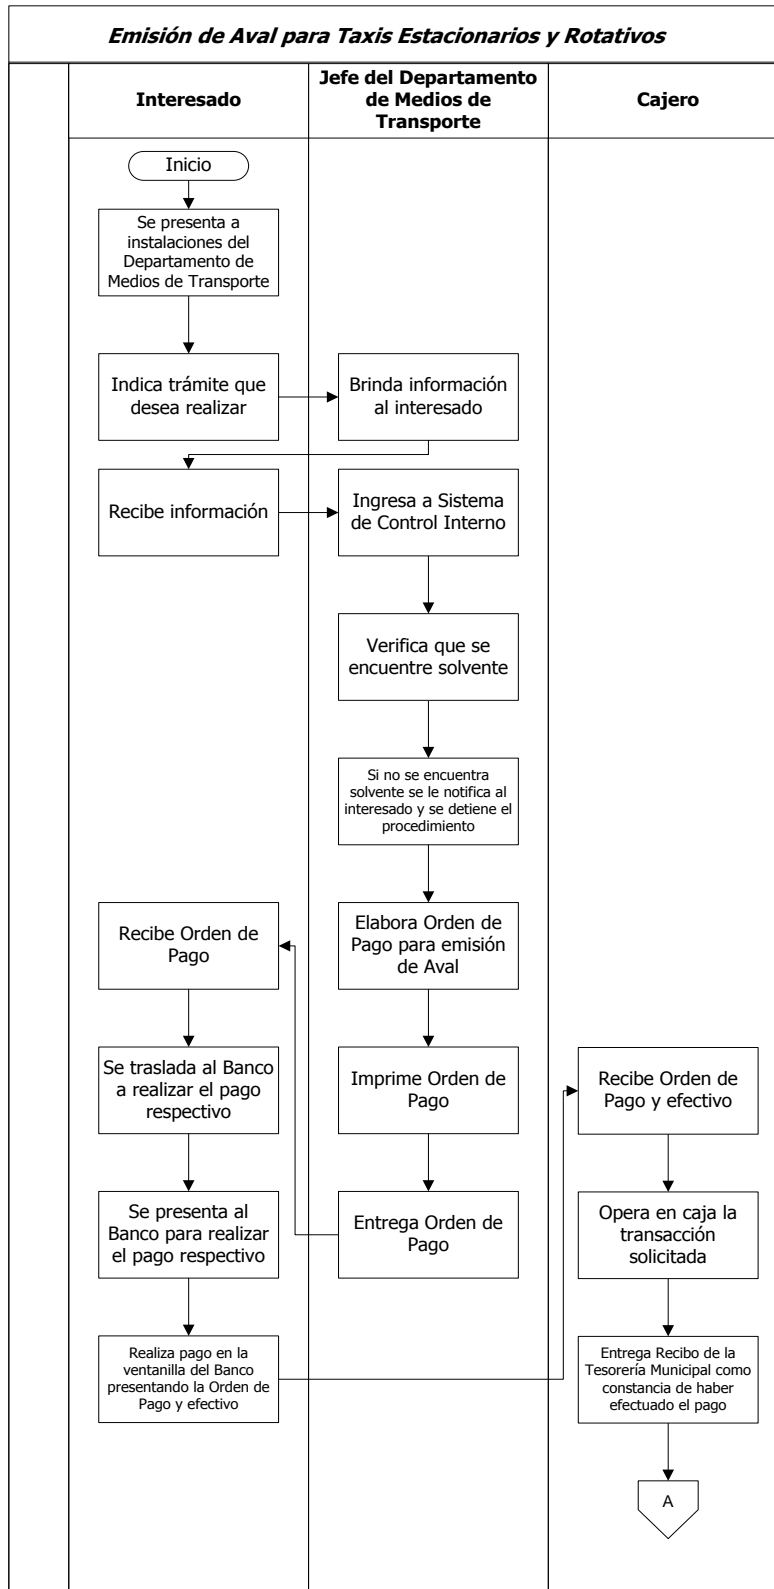 Emisión de Aval para Taxis Estacionarios y Rotativos
Interesado
Jefe del Departamento
de Medios de
Transporte
Cajero
Inicio
Se presenta a
instalaciones del
Departamento de
Medios de Transporte
Indica trámite que
desea realizar
Brinda información
al interesado
Recibe información
Ingresa a Sistema
de Control Interno
Verifica que se
encuentre solvente
Si no se encuentra
solvente se le notifica al
interesado y se detiene el
procedimiento
Elabora Orden de
Pago para emisión
de Aval
Recibe Orden de
Pago
Imprime Orden de
Pago
Se traslada al Banco
a realizar el pago
respectivo
Recibe Orden de
Pago y efectivo
Entrega Orden de
Pago
Se presenta al
Banco para realizar
el pago respectivo
Opera en caja la
transacción
solicitada
Realiza pago en la
ventanilla del Banco
presentando la Orden de
Pago y efectivo
Entrega Recibo de la
Tesorería Municipal como
constancia de haber
efectuado el pago
A